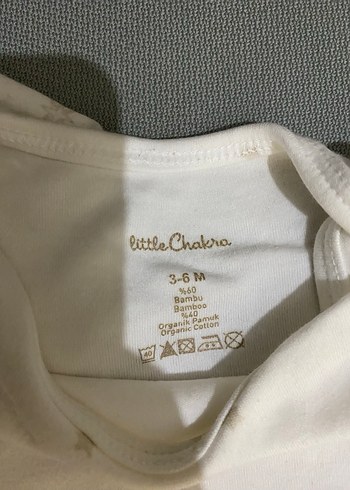 little Chakra
3-6 M
%60
Bambu
Bamboo
%40
Organik Pamuk
Organic Cotton
40